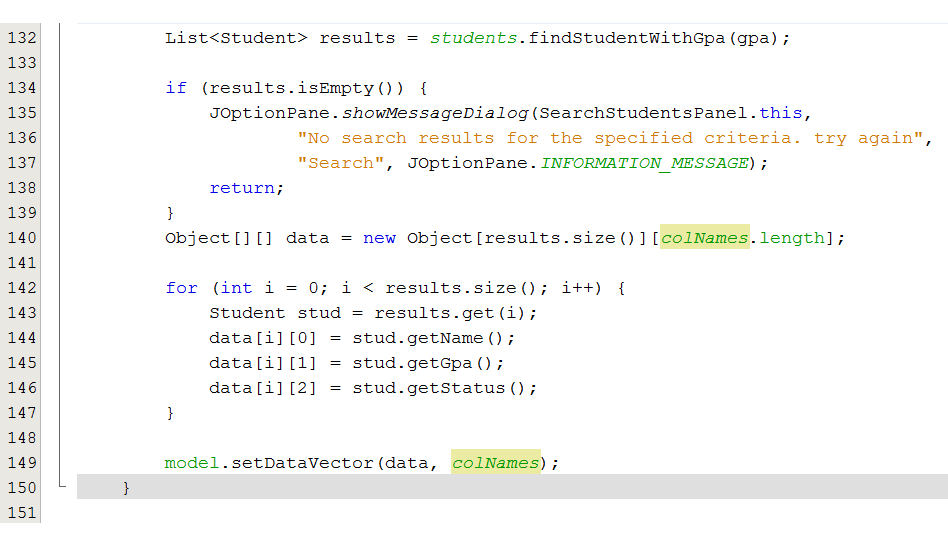 132 List<Student> results = students.findStudentWithGpa(gpa);
133
134 if (results.isEmpty()) {
135 JOptionPane.showMessageDialog(SearchStudentsPanel.this,
136 "No search results for the specified criteria. try again",
137 "Search", JOptionPane.INFORMATION_MESSAGE);
138 return;
139 }
140 Object[][] data = new Object[results.size()][colNames.length];
141
142 for (int i = 0; i < results.size(); i++) {
143 Student stud = results.get(i);
144 data[i][0] = stud.getName();
145 data[i][1] = stud.getGpa();
146 data[i][2] = stud.getStatus();
147 }
148
149 model.setDataVector(data, colNames);
150 }
151